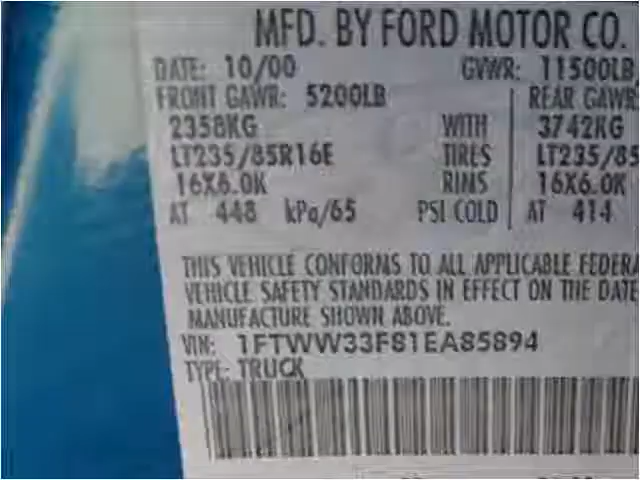 MFD. BY FORD MOTOR CO.
DATE: 10/00 GVWR: 11500LB
FRONT GAWR: 5200LB REAR GAWR
2358KG WITH 3742KG
LT235/85R16E TIRES LT235/85
16X6.0K RIMS 16X6.0K
AT 448 kPa/65 PSI COLD AT 414
THIS VEHICLE CONFORMS TO ALL APPLICABLE FEDERA
VEHICLE SAFETY STANDARDS IN EFFECT ON THE DATE
MANUFACTURE SHOWN ABOVE.
VIN: 1FTWW33F81EA85894
TYPE: TRUCK